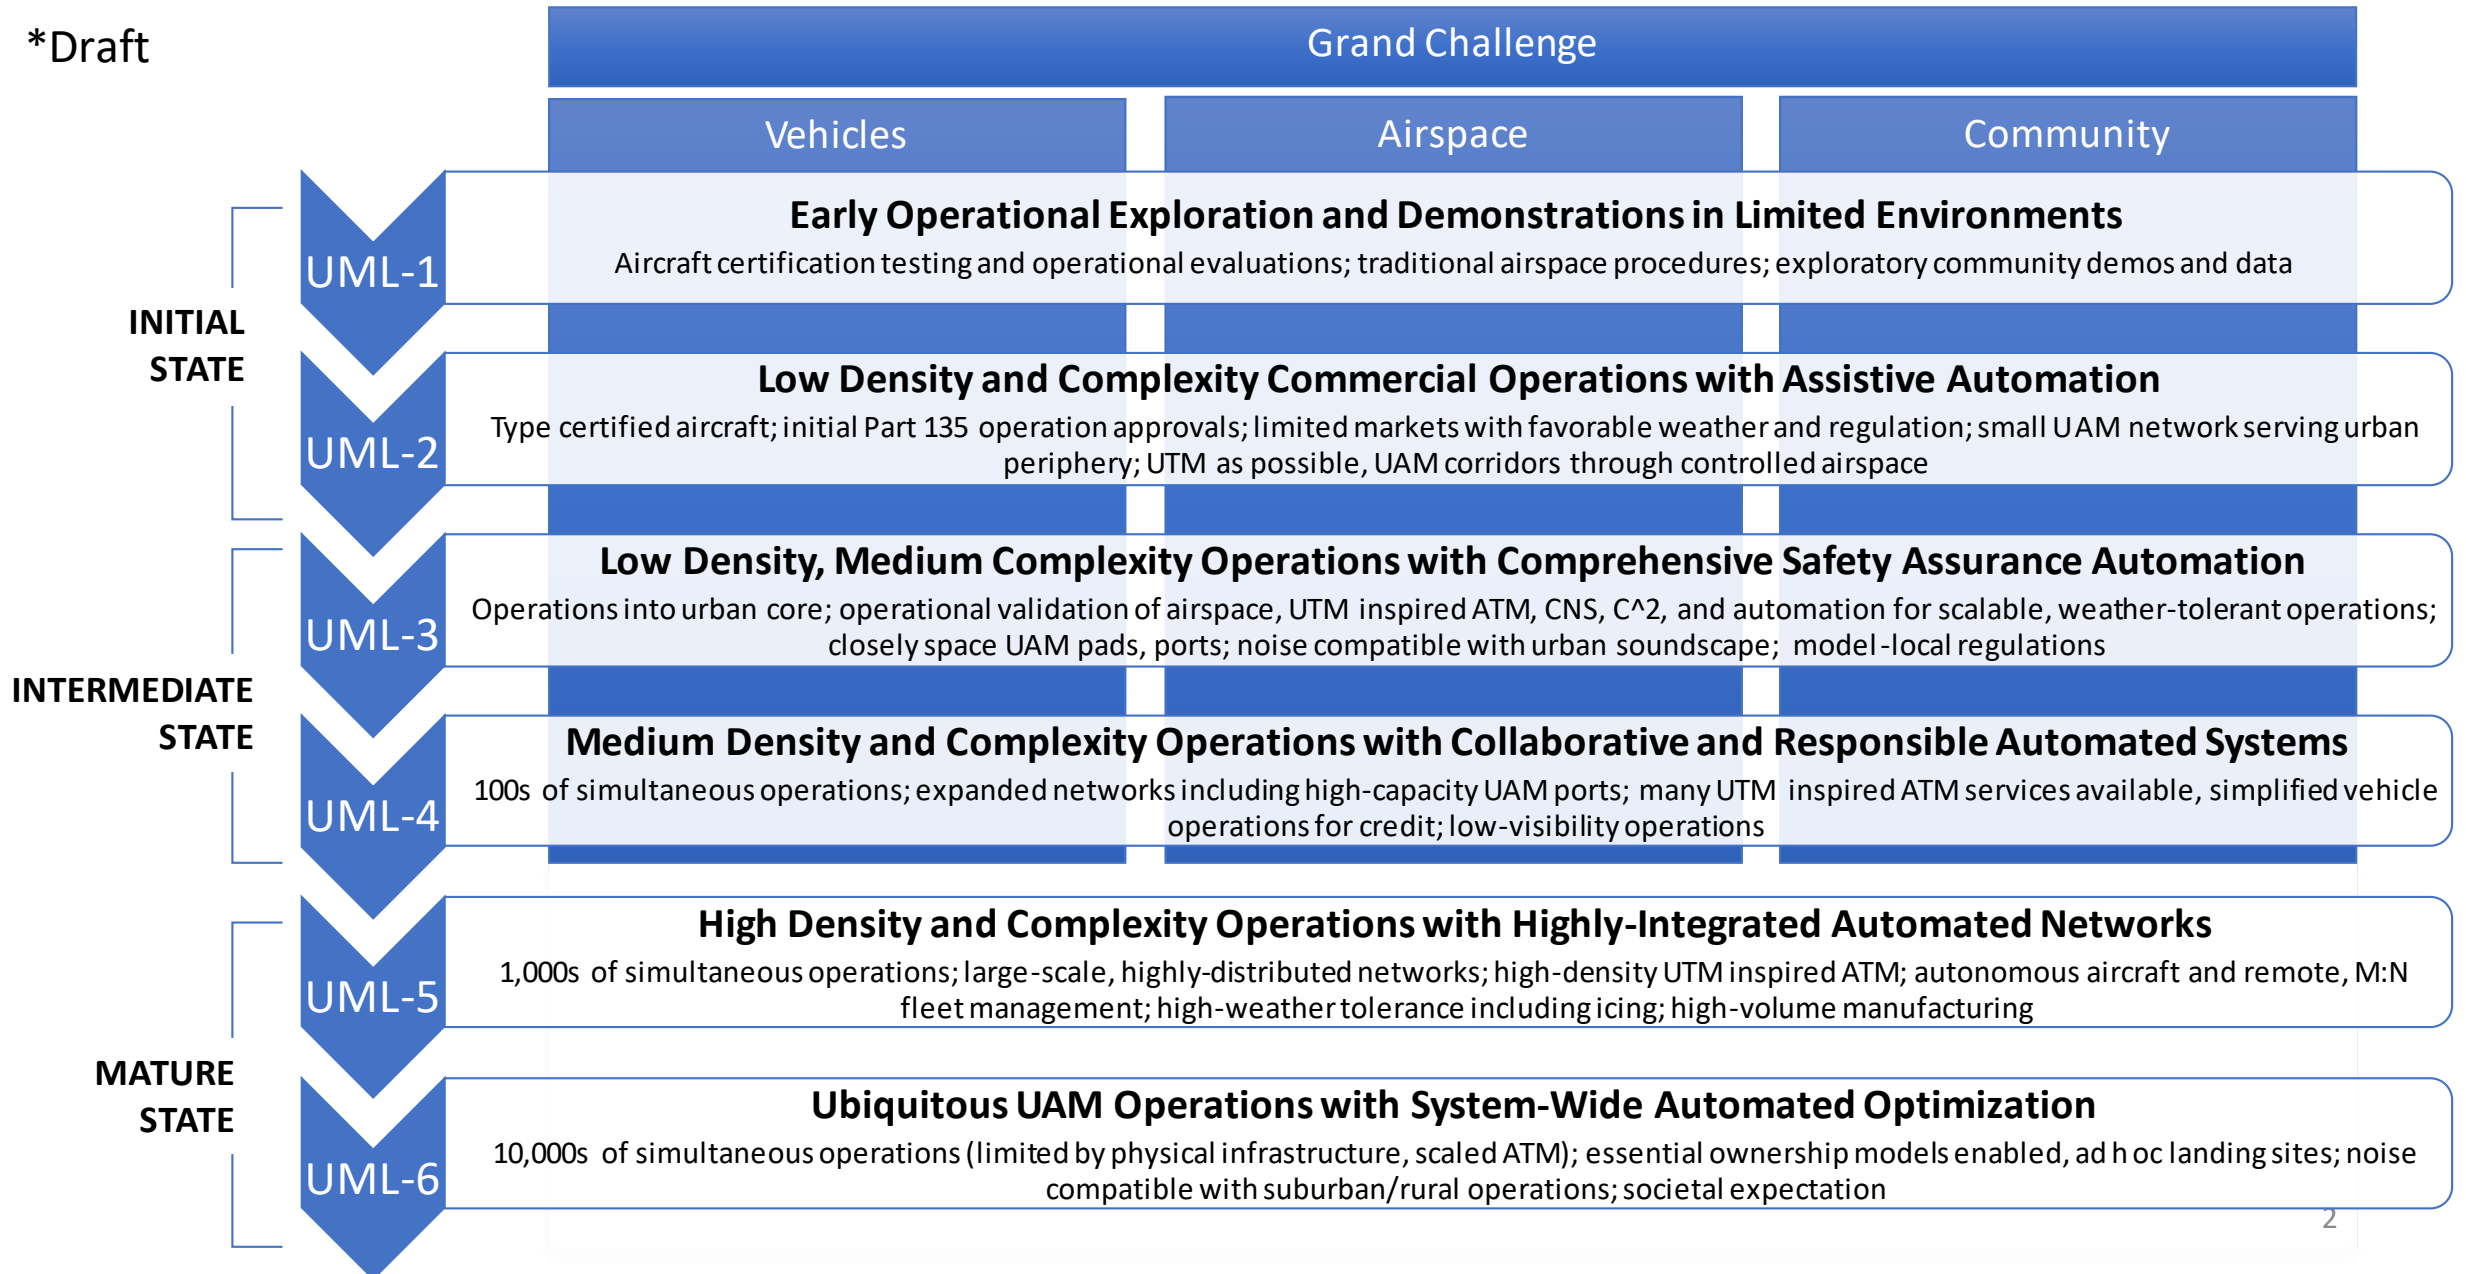 *Draft
Grand Challenge
Vehicles
Airspace
Community
INITIAL
STATE
UML-1
Early Operational Exploration and Demonstrations in Limited Environments
Aircraft certification testing and operational evaluations; traditional airspace procedures; exploratory community demos and data
UML-2
Low Density and Complexity Commercial Operations with Assistive Automation
Type certified aircraft; initial Part 135 operation approvals; limited markets with favorable weather and regulation; small UAM network serving urban
periphery; UTM as possible, UAM corridors through controlled airspace
INTERMEDIATE
STATE
UML-3
Low Density, Medium Complexity Operations with Comprehensive Safety Assurance Automation
Operations into urban core; operational validation of airspace, UTM inspired ATM, CNS, C^2, and automation for scalable, weather-tolerant operations;
closely space UAM pads, ports; noise compatible with urban soundscape; model-local regulations
UML-4
Medium Density and Complexity Operations with Collaborative and Responsible Automated Systems
100s of simultaneous operations; expanded networks including high-capacity UAM ports; many UTM inspired ATM services available, simplified vehicle
operations for credit; low-visibility operations
MATURE
STATE
UML-5
High Density and Complexity Operations with Highly-Integrated Automated Networks
1,000s of simultaneous operations; large-scale, highly-distributed networks; high-density UTM inspired ATM; autonomous aircraft and remote, M:N
fleet management; high-weather tolerance including icing; high-volume manufacturing
UML-6
Ubiquitous UAM Operations with System-Wide Automated Optimization
10,000s of simultaneous operations (limited by physical infrastructure, scaled ATM); essential ownership models enabled, ad hoc landing sites; noise
compatible with suburban/rural operations; societal expectation
2